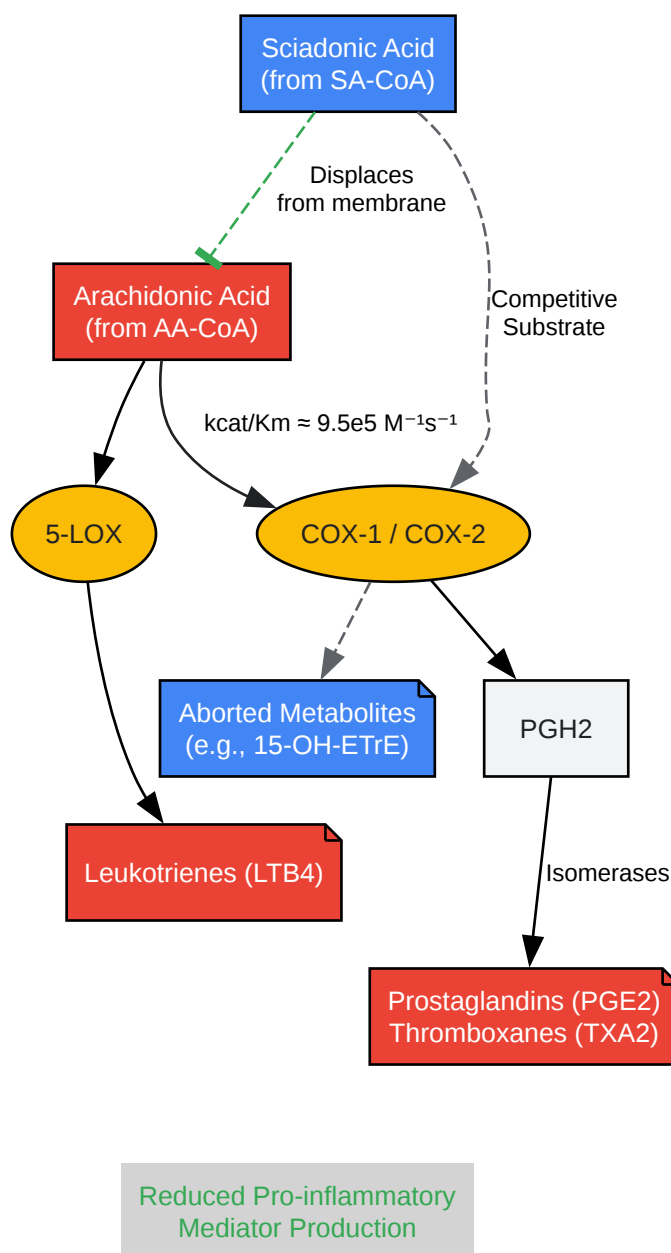 Sciadonic Acid
(from SA-CoA)
Displaces
from membrane
Arachidonic Acid
(from AA-CoA)
Competitive
Substrate
kcat/Km ≈ 9.5e5 M⁻¹s⁻¹
5-LOX
COX-1 / COX-2
Aborted Metabolites
(e.g., 15-OH-ETrE)
PGH2
Leukotrienes (LTB4)
Isomerases
Prostaglandins (PGE2)
Thromboxanes (TXA2)
Reduced Pro-inflammatory
Mediator Production